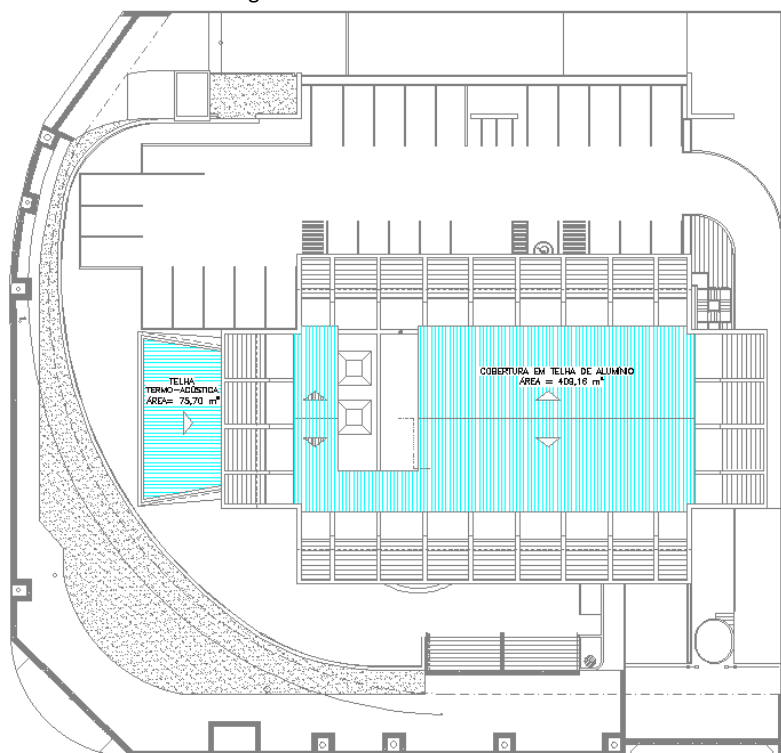 TELHA
TERMO-ACÚSTICA
ÁREA= 75,70 m²
COBERTURA EM TELHA DE ALUMÍNIO
ÁREA = 409,16 m²